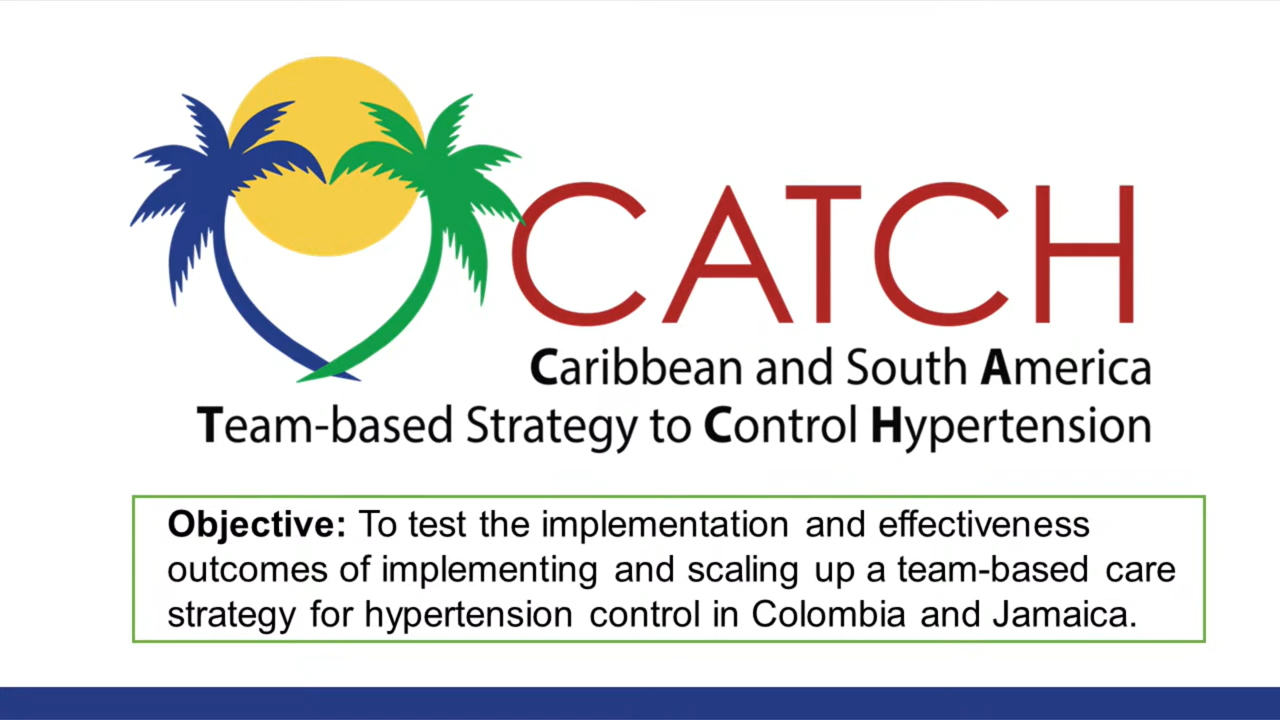 CATCH
Caribbean and South America
Team-based Strategy to Control Hypertension
Objective: To test the implementation and effectiveness
outcomes of implementing and scaling up a team-based care
strategy for hypertension control in Colombia and Jamaica.